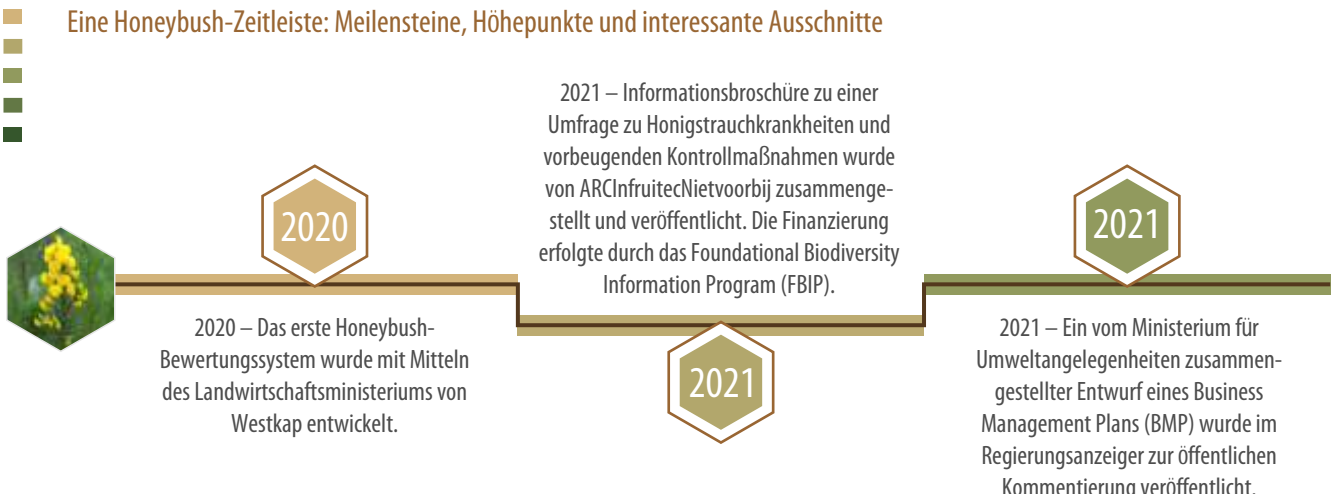 Eine Honeybush-Zeitleiste: Meilensteine, Höhepunkte und interessante Ausschnitte
2020
2020 – Das erste Honeybush-
Bewertungssystem wurde mit Mitteln
des Landwirtschaftsministeriums von
Westkap entwickelt.
2021 – Informationsbroschüre zu einer
Umfrage zu Honigstrauchkrankheiten und
vorbeugenden Kontrollmaßnahmen wurde
von ARCInfruitecNietvoorbij zusammenge-
stellt und veröffentlicht. Die Finanzierung
erfolgte durch das Foundational Biodiversity
Information Program (FBIP).
2021
2021
2021 – Ein vom Ministerium für
Umweltangelegenheiten zusammen-
gestellter Entwurf eines Business
Management Plans (BMP) wurde im
Regierungsanzeiger zur öffentlichen
Kommentierung veröffentlicht.